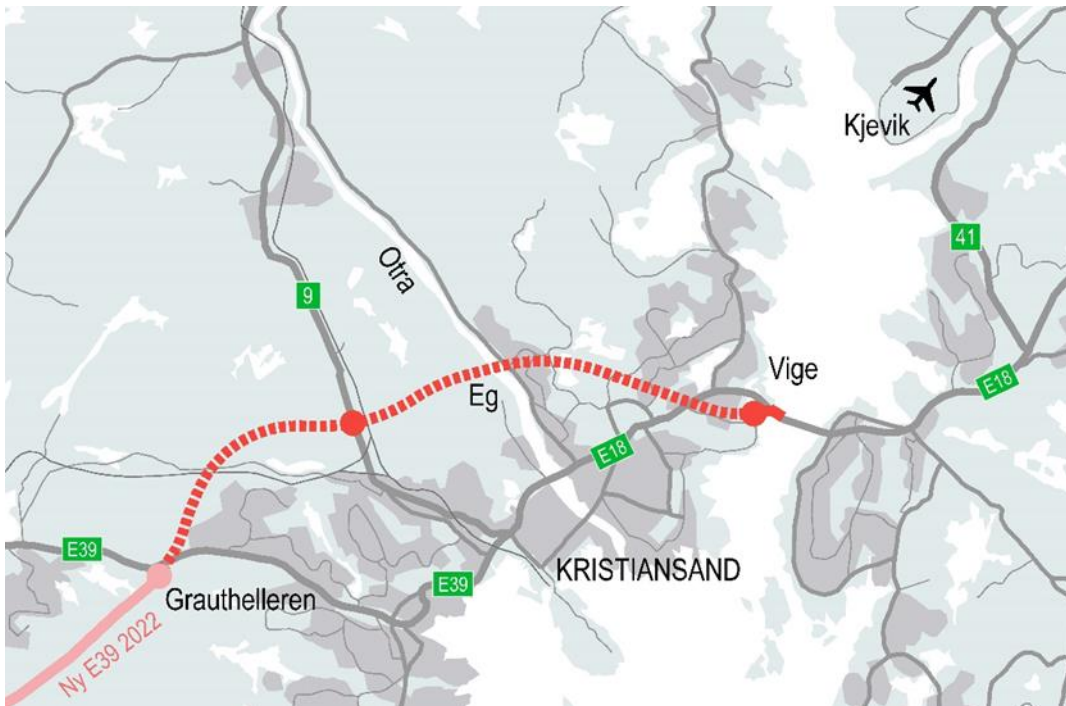 Kjevik
41
Otra
9
Vige
E18
Eg
E18
E39
KRISTIANSAND
E39
Grauthelleren
Ny E39 2022